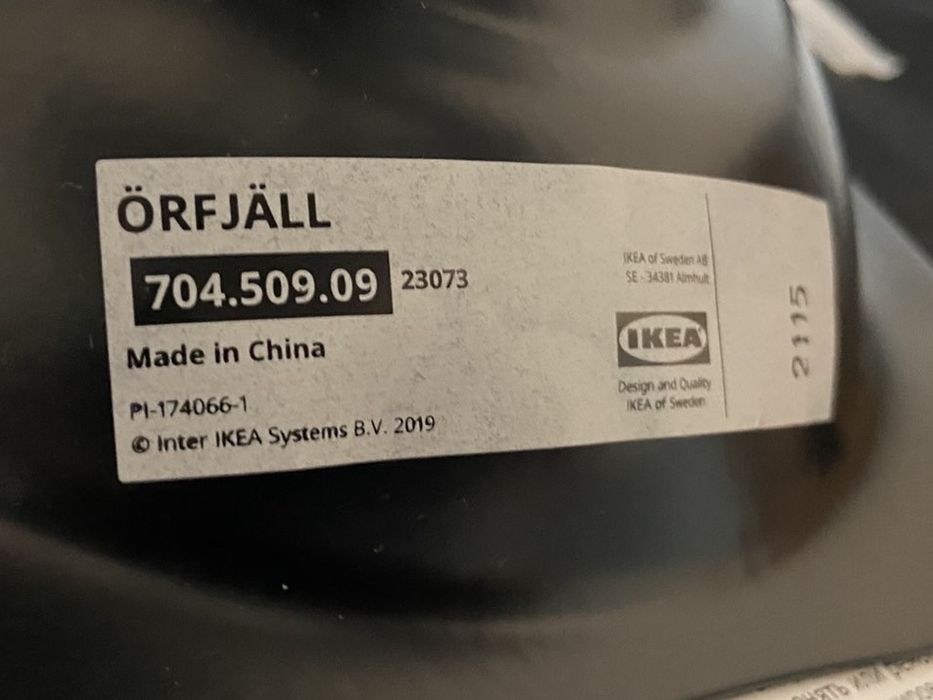 ÖRFJÄLL
704.509.09 23073
Made in China
PI-174066-1
© Inter IKEA Systems B.V. 2019
IKEA of Sweden AB
SE - 34381 Älmhult
IKEA
Design and Quality
IKEA of Sweden
2115
ИЛИ